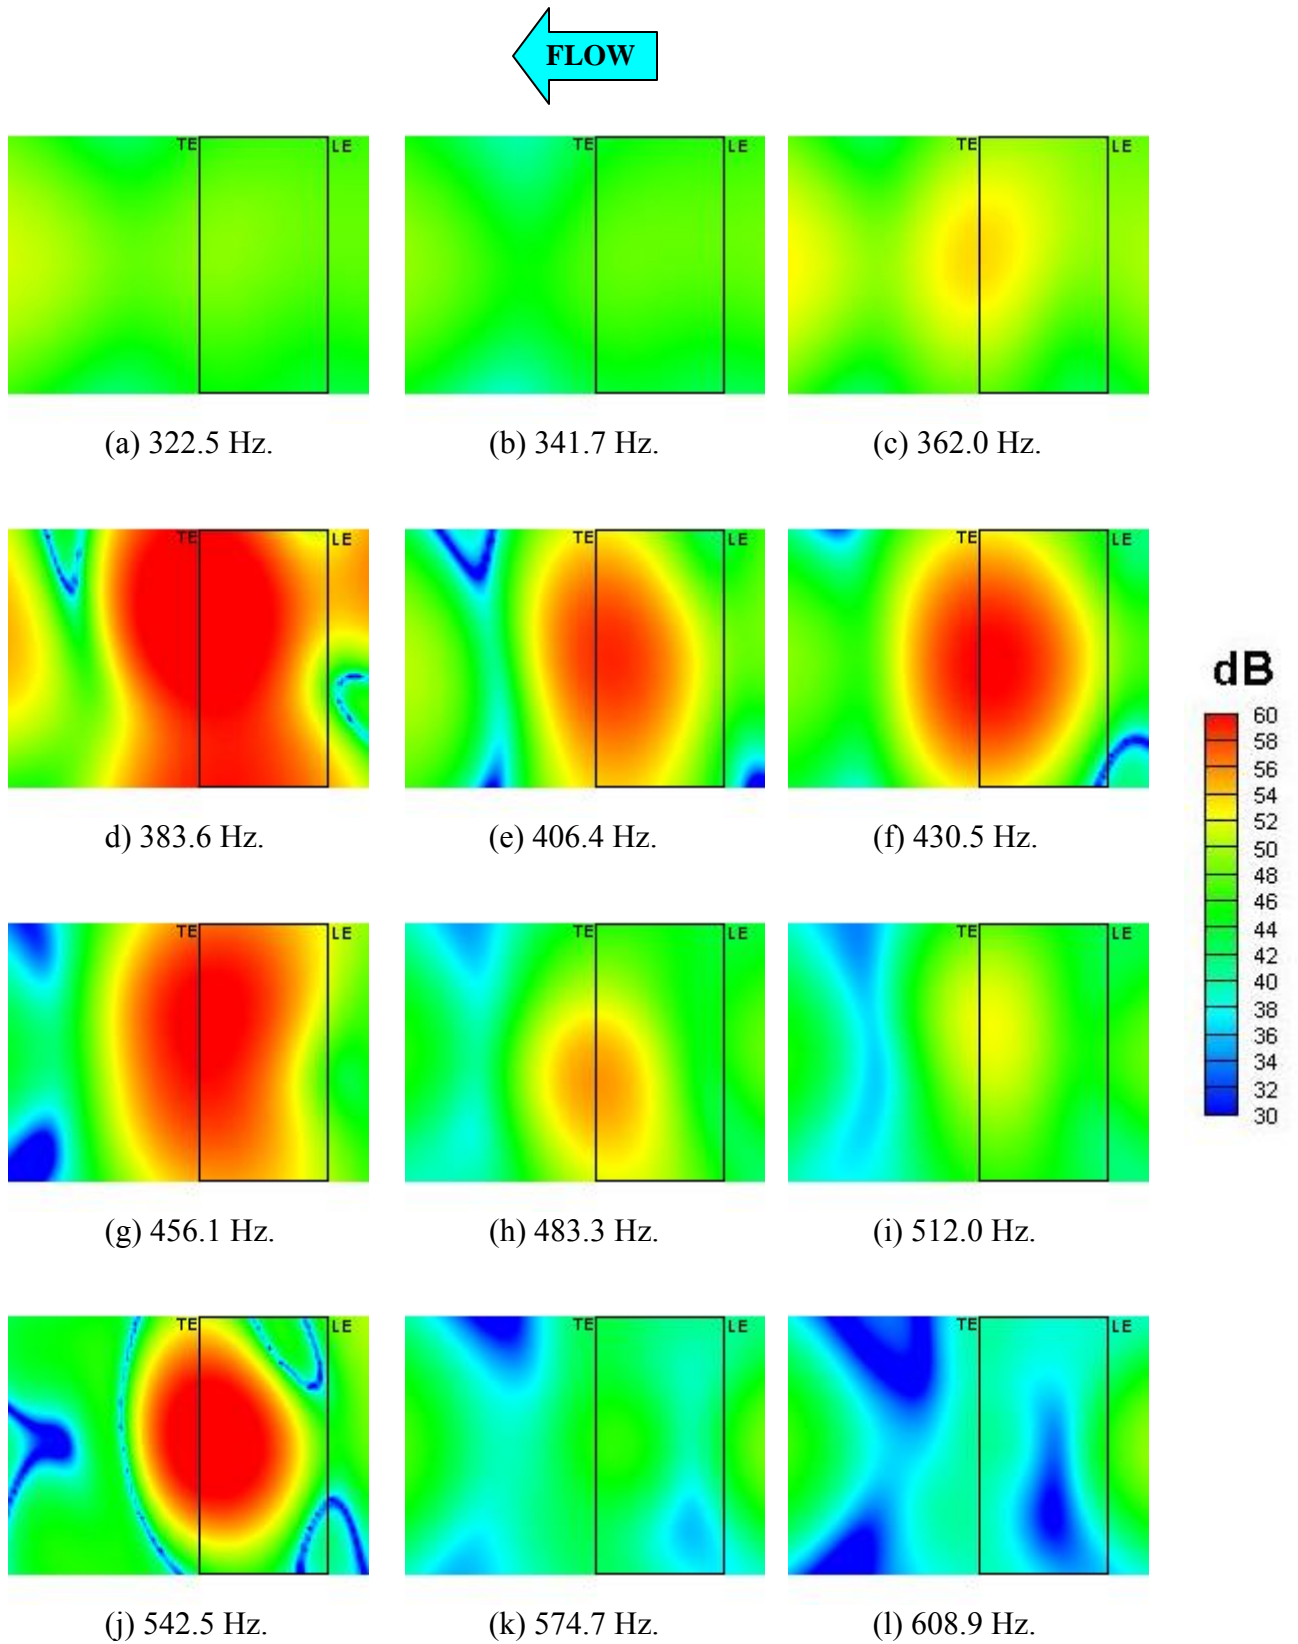 FLOW
TE LE TE LE TE LE
(a) 322.5 Hz. (b) 341.7 Hz. (c) 362.0 Hz.
TE LE TE LE TE LE
d) 383.6 Hz. (e) 406.4 Hz. (f) 430.5 Hz.
TE LE TE LE TE LE
(g) 456.1 Hz. (h) 483.3 Hz. (i) 512.0 Hz.
TE LE TE LE TE LE
(j) 542.5 Hz. (k) 574.7 Hz. (l) 608.9 Hz.
dB
60
58
56
54
52
50
48
46
44
42
40
38
36
34
32
30